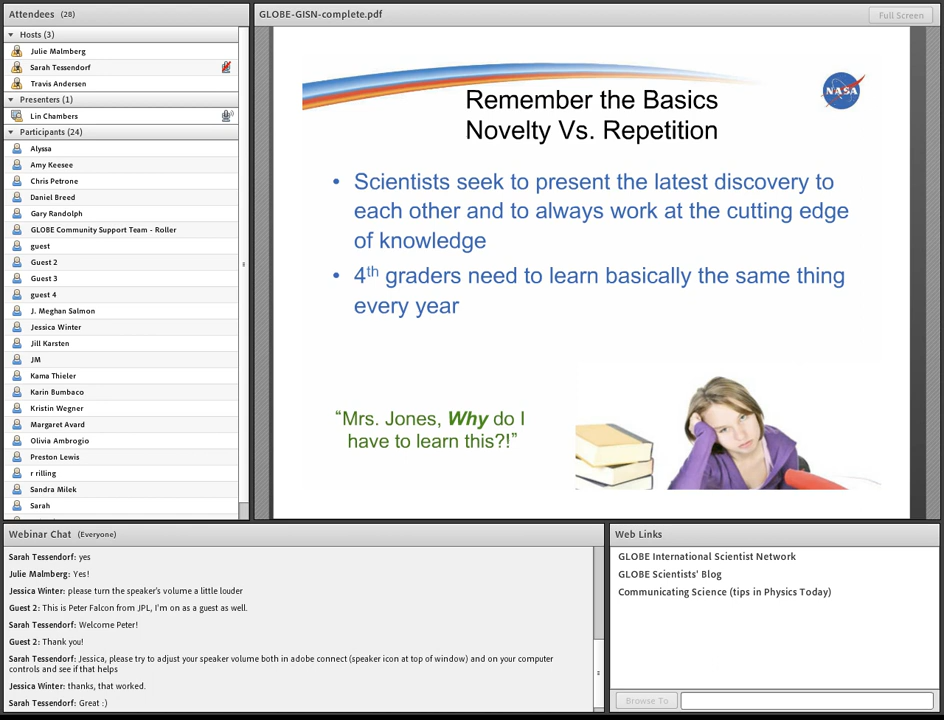 Attendees (28)
Hosts (3)
Julie Malmberg
Sarah Tessendorf
Travis Andersen
Presenters (1)
Lin Chambers
Participants (24)
Alyssa
Amy Keesee
Chris Petrone
Daniel Breed
Gary Randolph
GLOBE Community Support Team - Roller
guest
Guest 2
Guest 3
guest 4
J. Meghan Salmon
Jessica Winter
Jill Karsten
JM
Kama Thieler
Karin Bumbaco
Kristin Wegner
Margaret Avard
Olivia Ambrogio
Preston Lewis
r rilling
Sandra Milek
Sarah
GLOBE-GISN-complete.pdf
Full Screen
NASA
Remember the Basics
Novelty Vs. Repetition
• Scientists seek to present the latest discovery to
each other and to always work at the cutting edge
of knowledge
• 4th graders need to learn basically the same thing
every year
“Mrs. Jones, Why do I
have to learn this?!”
Webinar Chat (Everyone)
Sarah Tessendorf: yes
Julie Malmberg: Yes!
Jessica Winter: please turn the speaker's volume a little louder
Guest 2: This is Peter Falcon from JPL, I'm on as a guest as well.
Sarah Tessendorf: Welcome Peter!
Guest 2: Thank you!
Sarah Tessendorf: Jessica, please try to adjust your speaker volume both in adobe connect (speaker icon at top of window) and on your computer
controls and see if that helps
Jessica Winter: thanks, that worked.
Sarah Tessendorf: Great :)
Web Links
GLOBE International Scientist Network
GLOBE Scientists' Blog
Communicating Science (tips in Physics Today)
Browse To